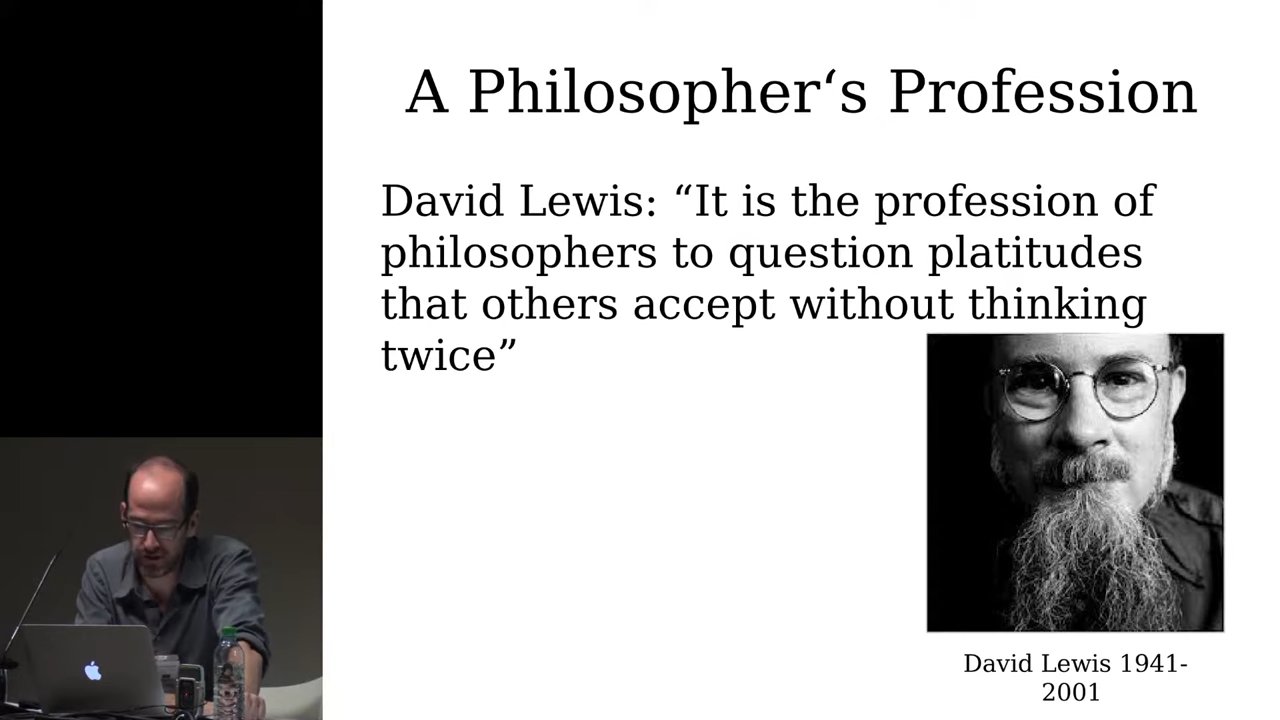 A Philosopher‘s Profession
David Lewis: “It is the profession of
philosophers to question platitudes
that others accept without thinking
twice”
David Lewis 1941-
2001